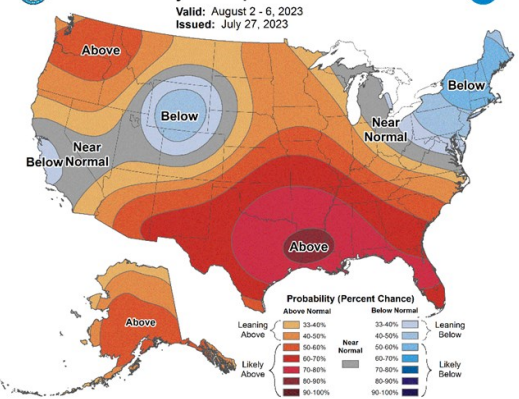 Valid: August 2 - 6, 2023
Issued: July 27, 2023
Above
Below
Below
Near
Normal
Near
Normal
Below
Above
Above
Probability (Percent Chance)
Above Normal
Below Normal
Leaning
Above
33-40%
40-50%
Likely
Above
50-60%
60-70%
70-80%
80-90%
90-100%
Near
Normal
33-40%
40-50%
Leaning
Below
50-60%
60-70%
70-80%
80-90%
90-100%
Likely
Below